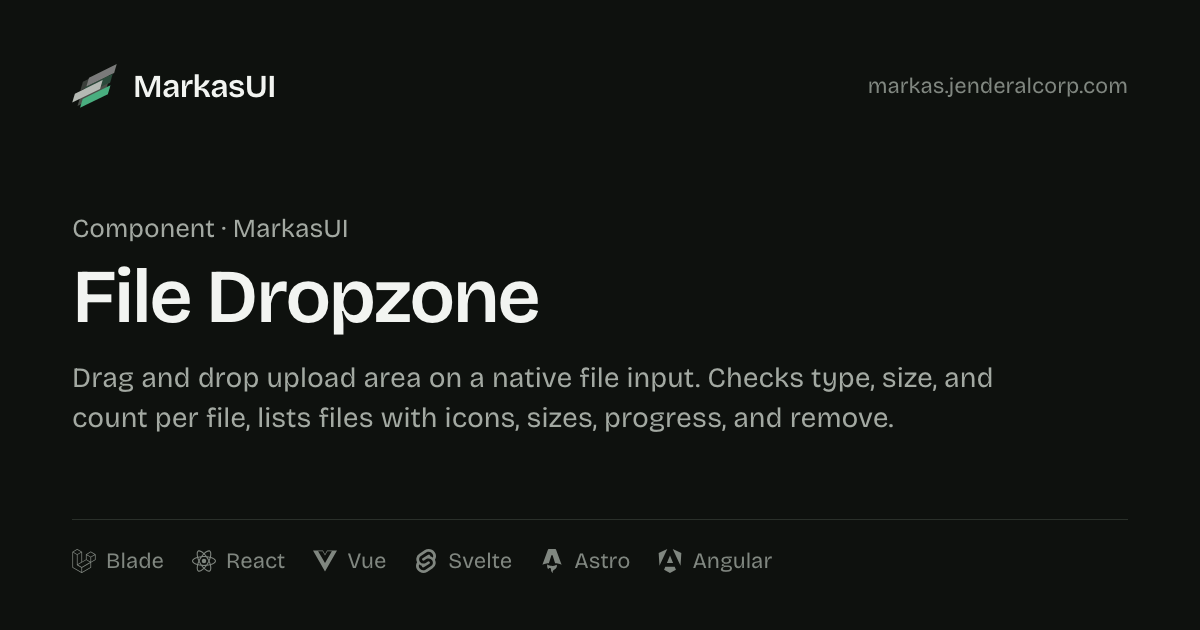 MarkasUI
markas.jenderalcorp.com
Component · MarkasUI
File Dropzone
Drag and drop upload area on a native file input. Checks type, size, and
count per file, lists files with icons, sizes, progress, and remove.
Blade React Vue Svelte Astro Angular